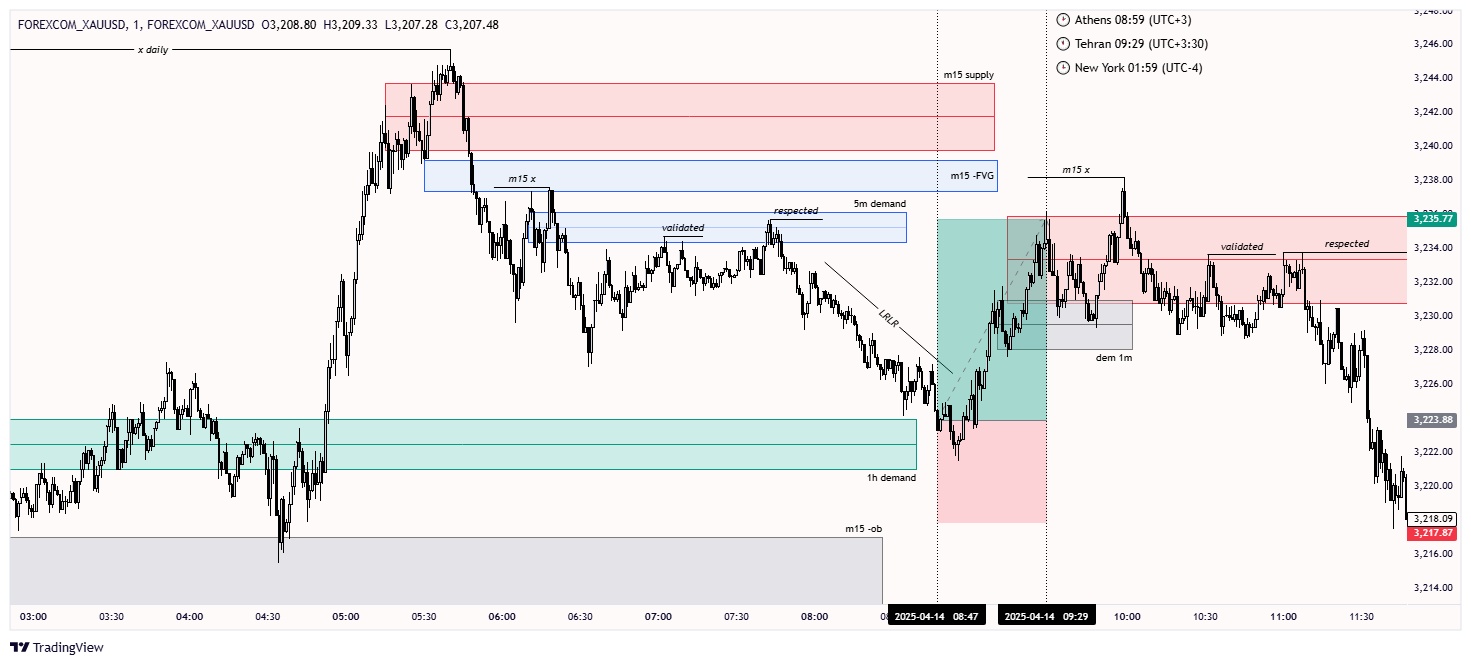 FOREXCOM_XAUUSD, 1, FOREXCOM_XAUUSD O3,208.80 H3,209.33 L3,207.28 C3,207.48
Athens 08:59 (UTC+3)
Tehran 09:29 (UTC+3:30)
New York 01:59 (UTC-4)
x daily
m15 supply
m15 -FVG
m15 x
5m demand
validated
respected
LRLR
m15 x
validated
respected
dem 1m
1h demand
m15 -ob
3,246.00
3,244.00
3,242.00
3,240.00
3,238.00
3,235.77
3,234.00
3,232.00
3,230.00
3,228.00
3,226.00
3,223.88
3,222.00
3,220.00
3,218.09
3,217.87
3,216.00
3,214.00
03:00 03:30 04:00 04:30 05:00 05:30 06:00 06:30 07:00 07:30 08:00 2025-04-14 08:47 2025-04-14 09:29 10:00 10:30 11:00 11:30
TradingView